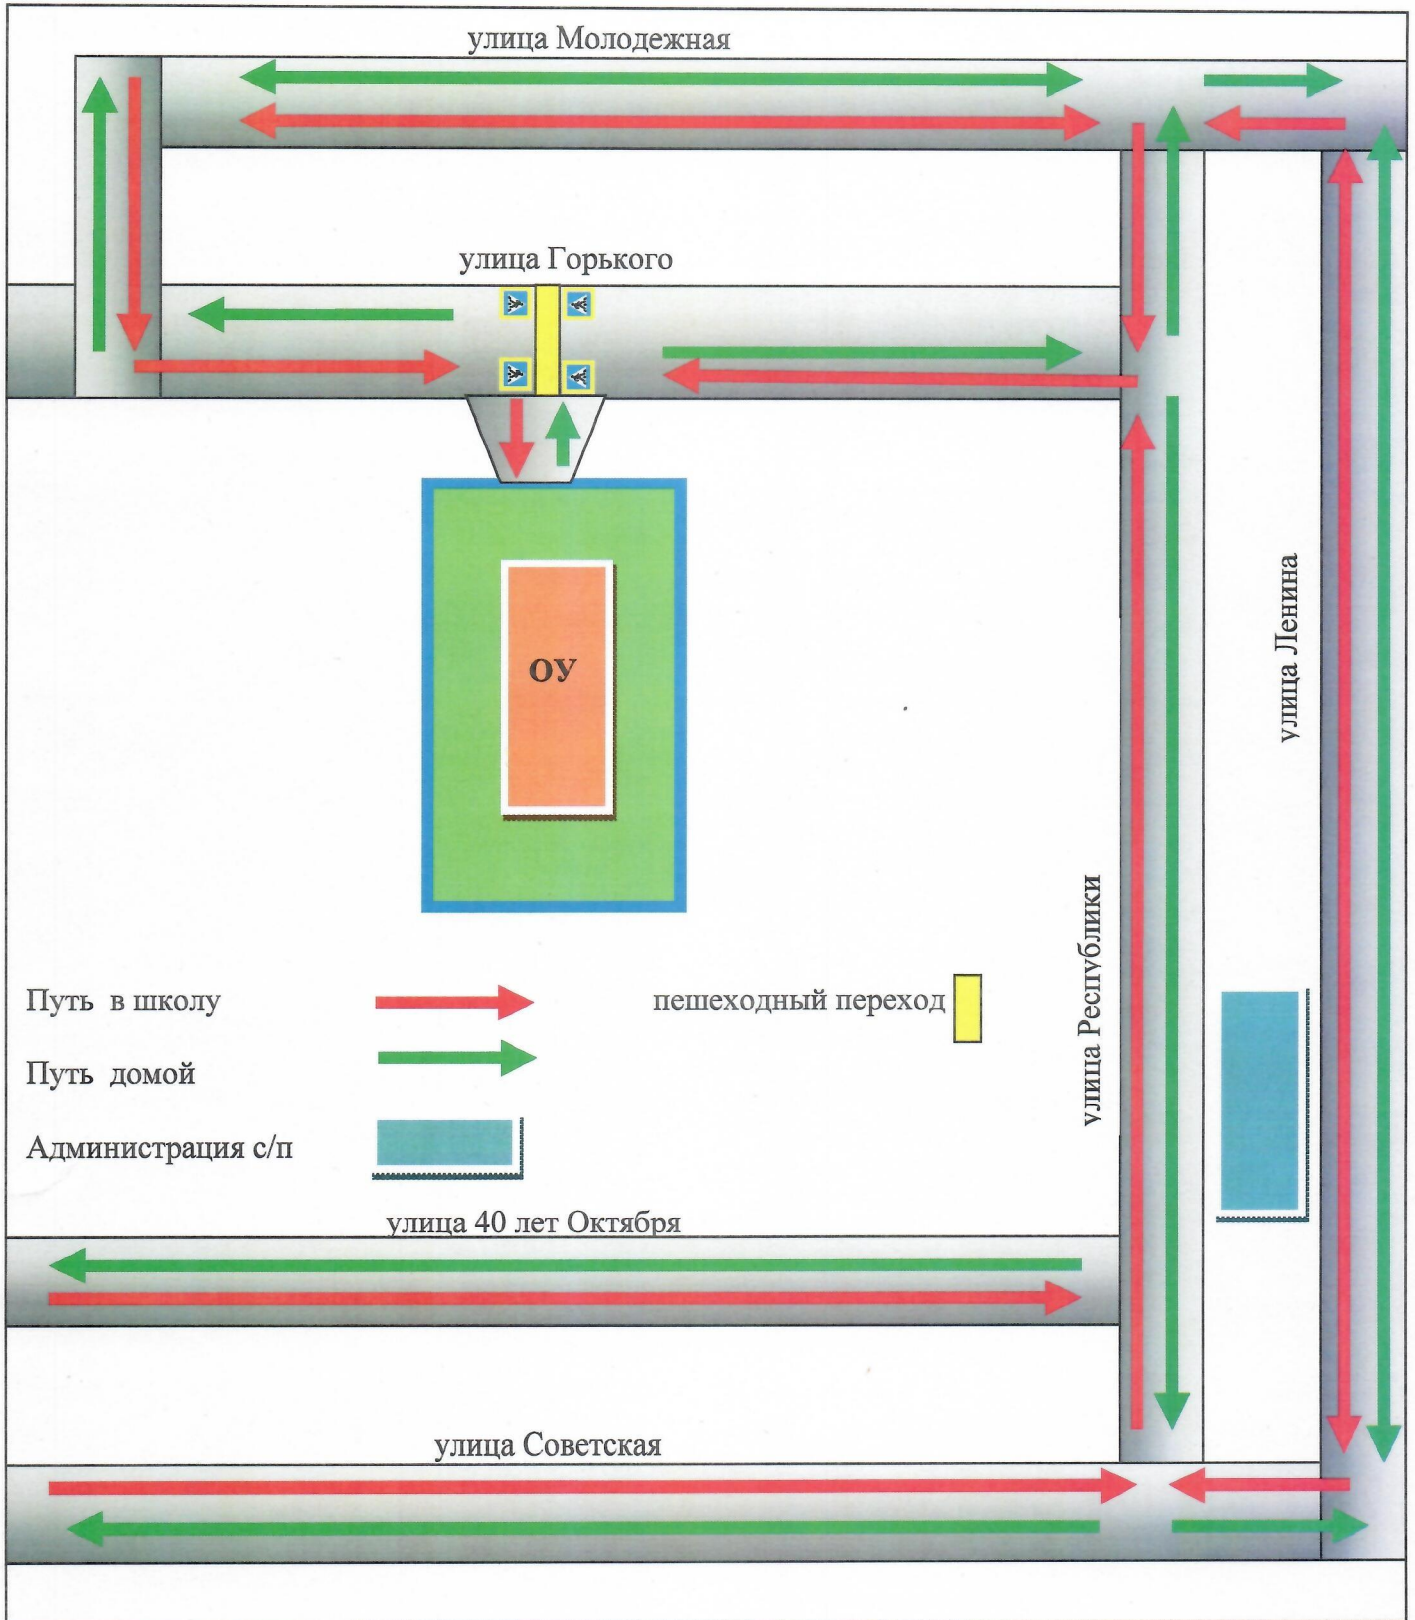 улица Молодежная
улица Горького
улица Ленина
ОУ
улица Республики
Путь в школу
пешеходный переход
Путь домой
Администрация с/п
улица 40 лет Октября
улица Советская